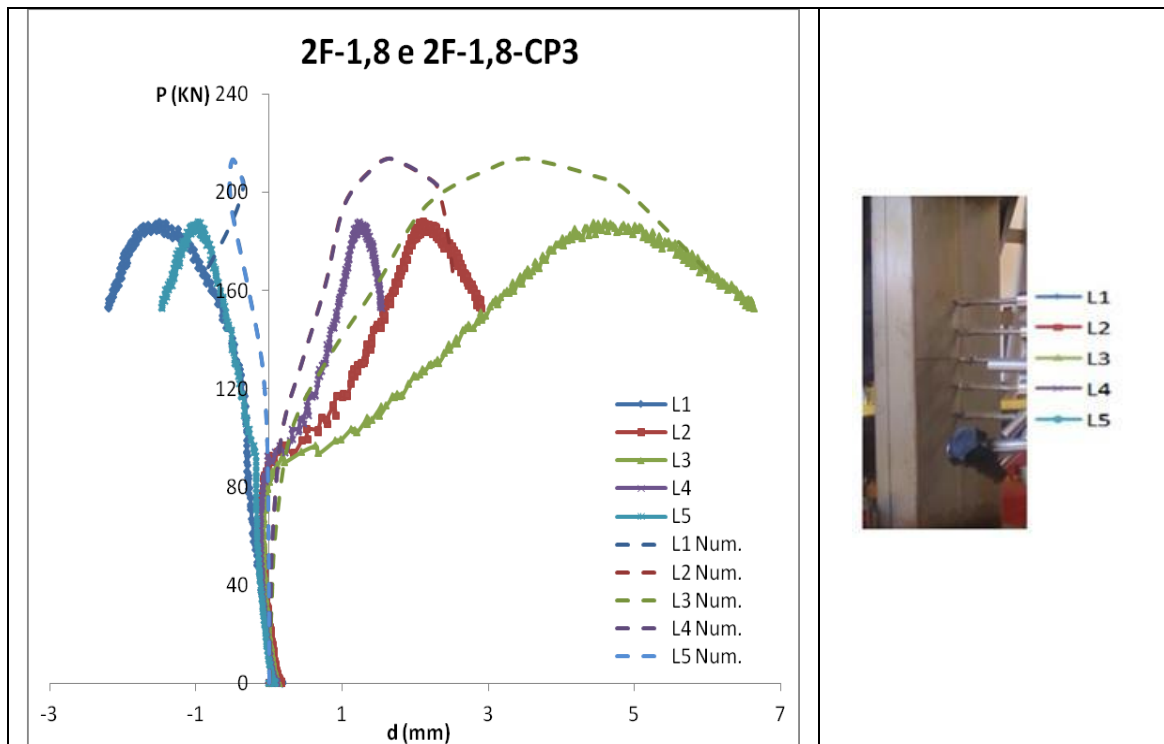 2F-1,8 e 2F-1,8-CP3
P (KN)
240
200
160
120
80
40
0
-3
-1
1
3
5
7
d (mm)
L1
L2
L3
L4
L5
L1 Num.
L2 Num.
L3 Num.
L4 Num.
L5 Num.
L1
L2
L3
L4
L5